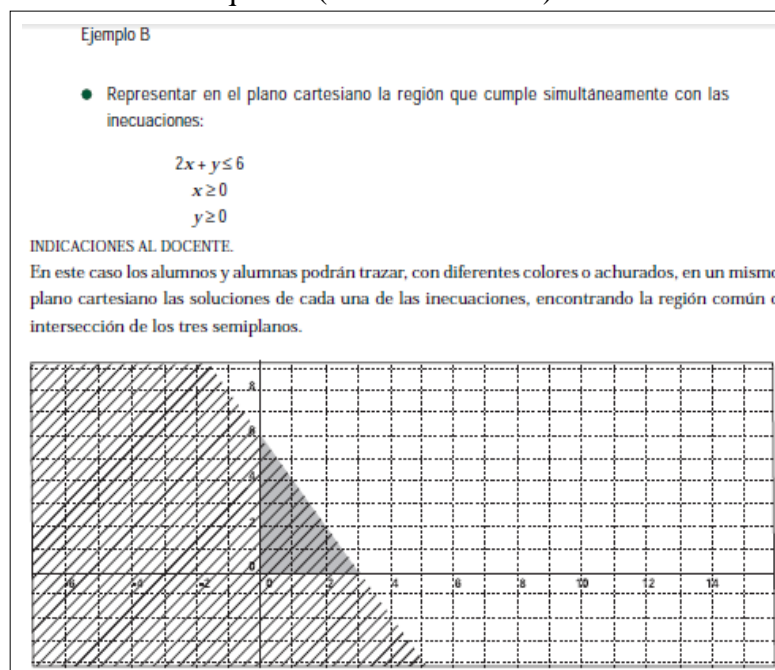 Ejemplo B
Representar en el plano cartesiano la región que cumple simultáneamente con las
inecuaciones:
2x + y ≤ 6
x ≥ 0
y ≥ 0
INDICACIONES AL DOCENTE.
En este caso los alumnos y alumnas podrán trazar, con diferentes colores o achurados, en un mismo
plano cartesiano las soluciones de cada una de las inecuaciones, encontrando la región común o
intersección de los tres semiplanos.
8
6
4
2
0
-6 -4 -2 0 2 4 6 8 10 12 14